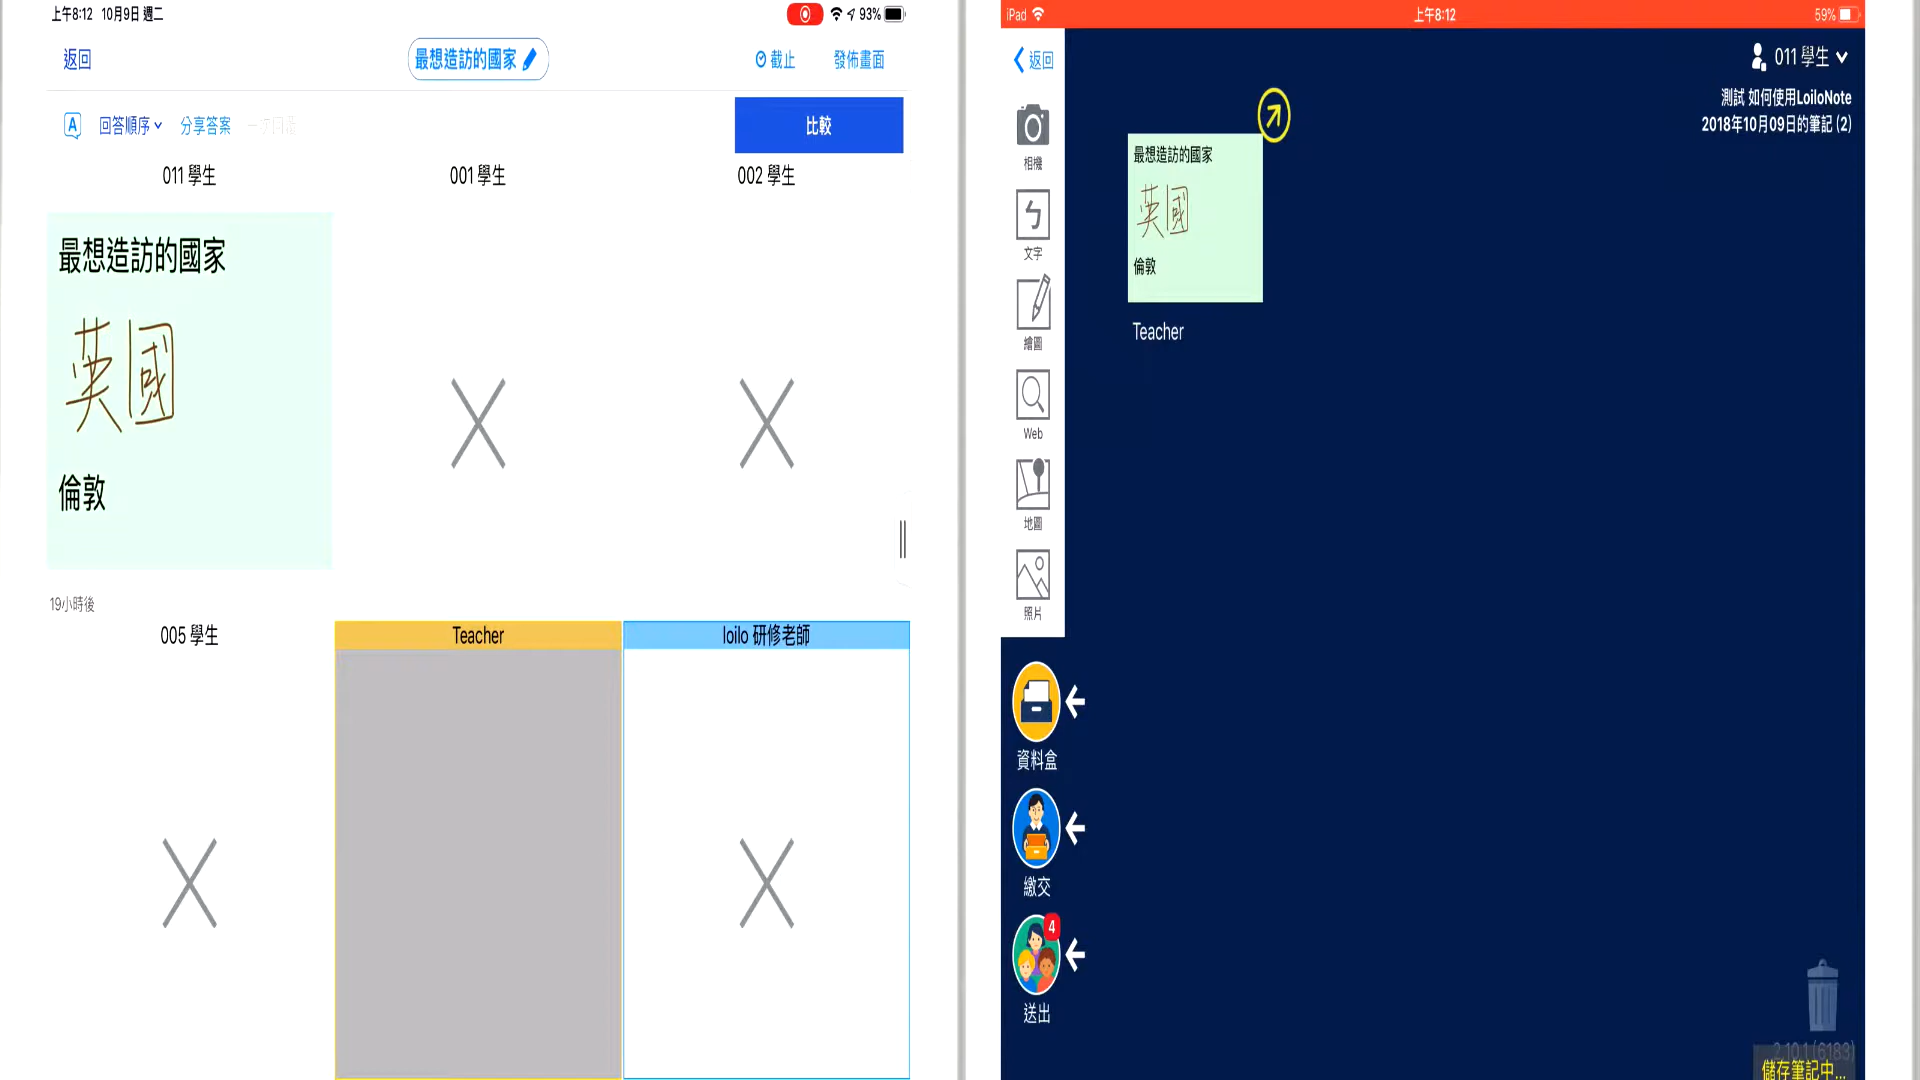 上午8:12 10月9日 週二
93%
返回
最想造訪的國家
截止
發佈畫面
A
回答順序
分享答案
比較
011 學生
001 學生
002 學生
最想造訪的國家
英國
倫敦
19小時後
005 學生
Teacher
loilo 研修老師
iPad
上午8:12
59%
返回
011 學生
測試 如何使用LoiloNote
2018年10月09日的筆記 (2)
相機
ㄅ
文字
繪圖
Web
地圖
照片
資料盒
繳交
4
送出
最想造訪的國家
英國
倫敦
Teacher
2.10.1 (6183)
儲存筆記中...